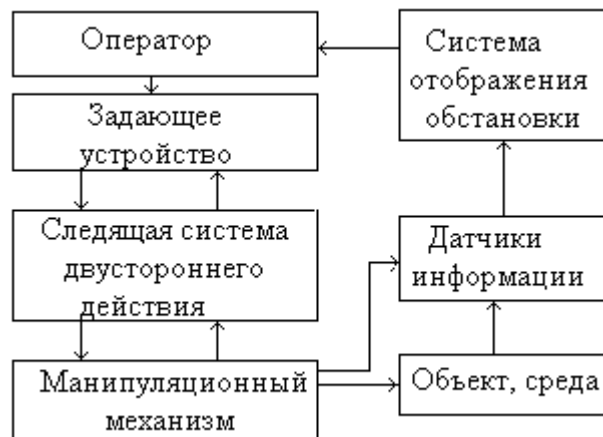 Оператор
Задающее
устройство
Следящая система
двустороннего
действия
Манипуляционный
механизм
Система
отображения
обстановки
Датчики
информации
Объект, среда